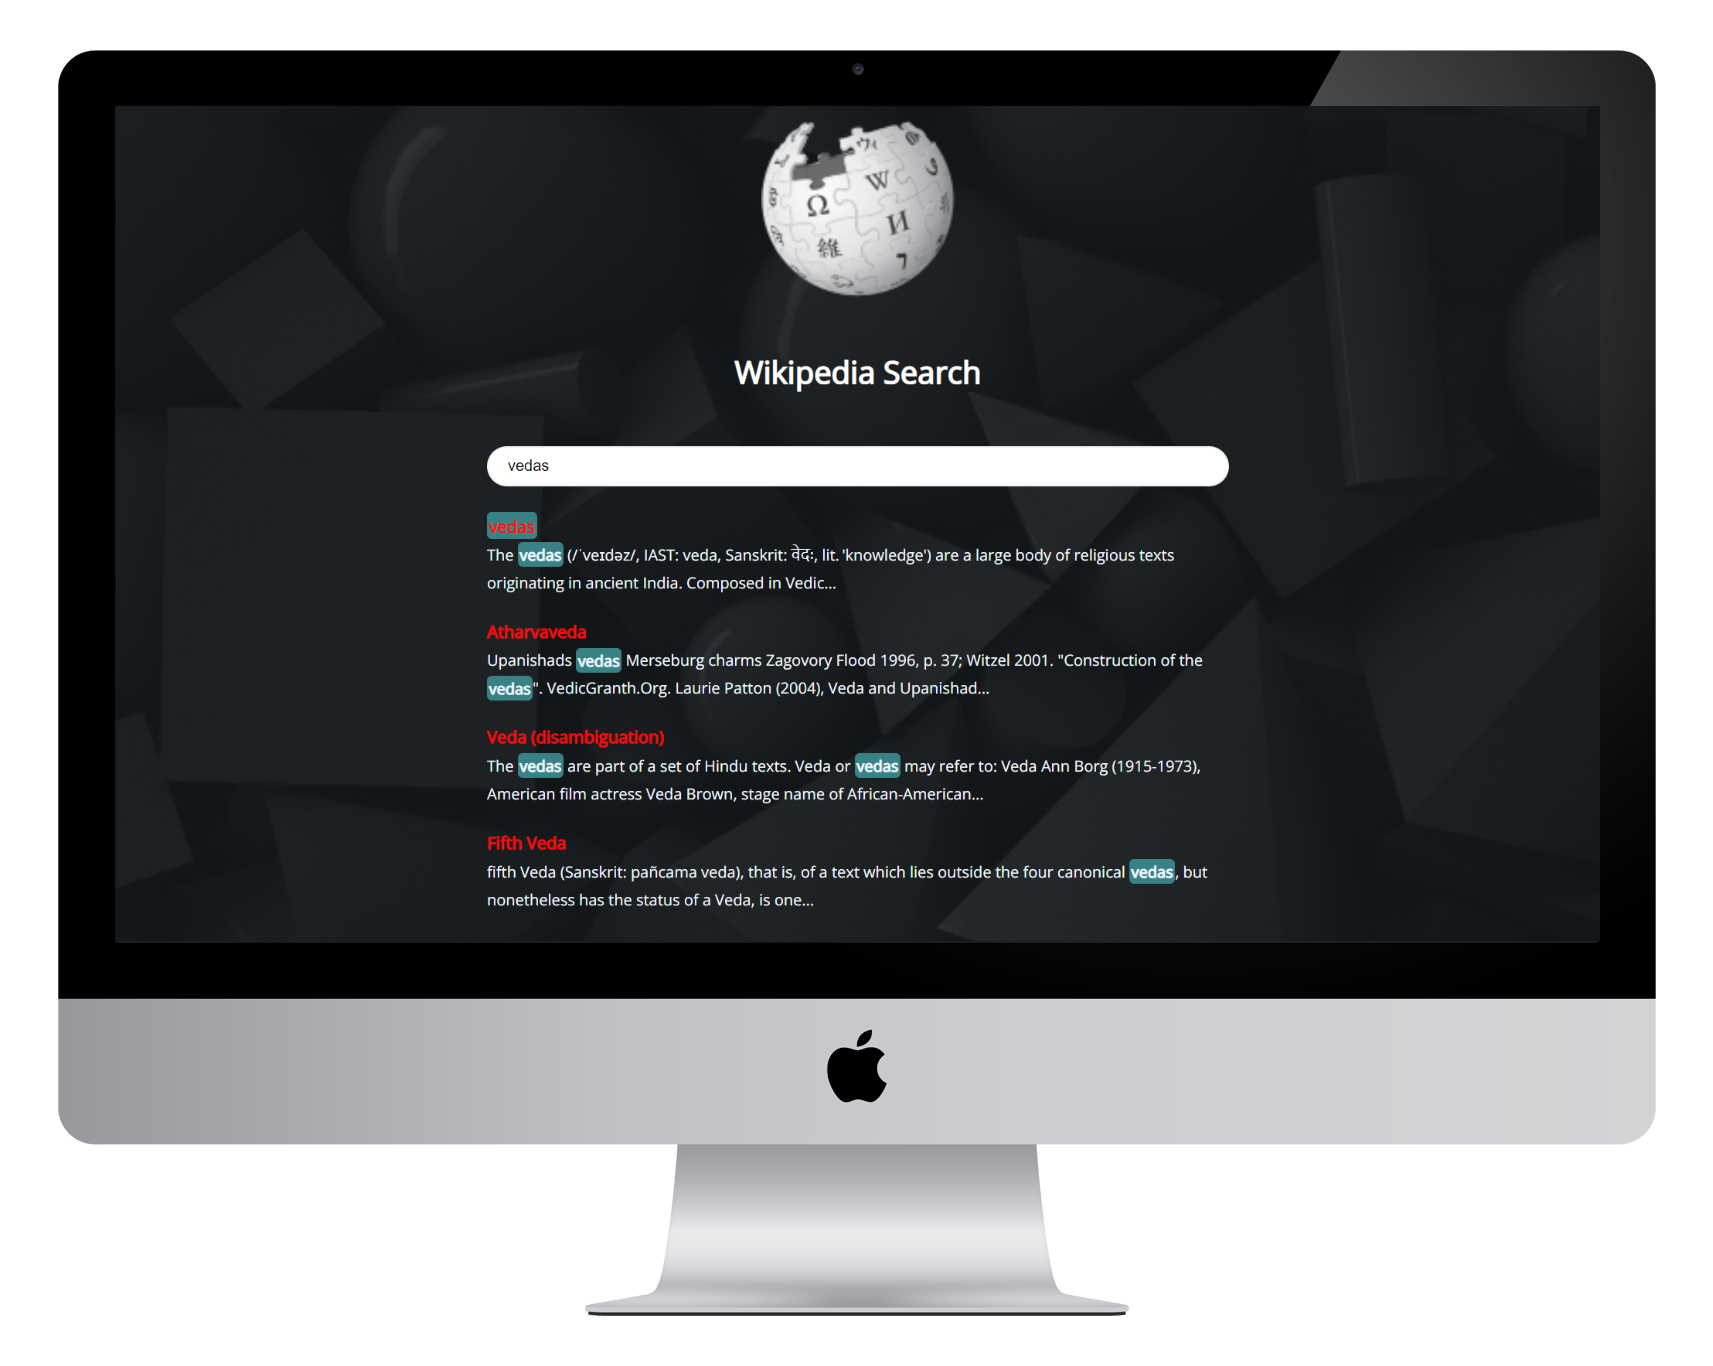 Wikipedia Search
vedas
vedas
The vedas (/ˈveɪdəz/, IAST: veda, Sanskrit: वेदः, lit. 'knowledge') are a large body of religious texts
originating in ancient India. Composed in Vedic...
Atharvaveda
Upanishads vedas Merseburg charms Zagovory Flood 1996, p. 37; Witzel 2001. "Construction of the
vedas". VedicGranth.Org. Laurie Patton (2004), Veda and Upanishad...
Veda (disambiguation)
The vedas are part of a set of Hindu texts. Veda or vedas may refer to: Veda Ann Borg (1915-1973),
American film actress Veda Brown, stage name of African-American...
Fifth Veda
fifth Veda (Sanskrit: pañcama veda), that is, of a text which lies outside the four canonical vedas, but
nonetheless has the status of a Veda, is one...